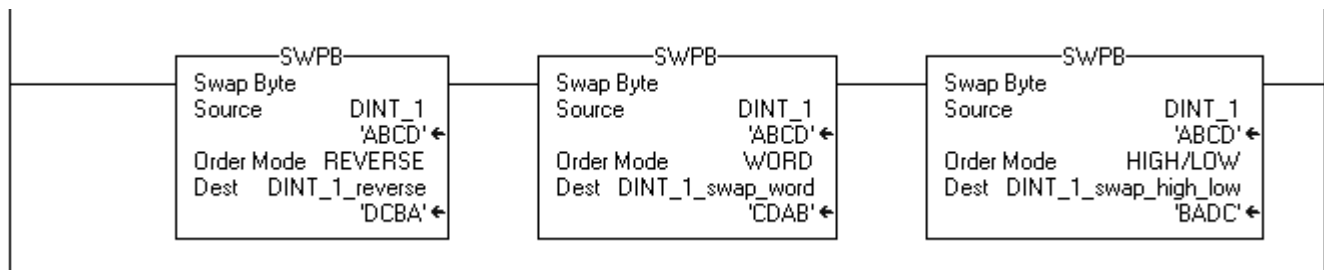 SWPB
Swap Byte
Source DINT_1
'ABCD'←
Order Mode REVERSE
Dest DINT_1_reverse
'DCBA'←
SWPB
Swap Byte
Source DINT_1
'ABCD'←
Order Mode WORD
Dest DINT_1_swap_word
'CDAB'←
SWPB
Swap Byte
Source DINT_1
'ABCD'←
Order Mode HIGH/LOW
Dest DINT_1_swap_high_low
'BADC'←